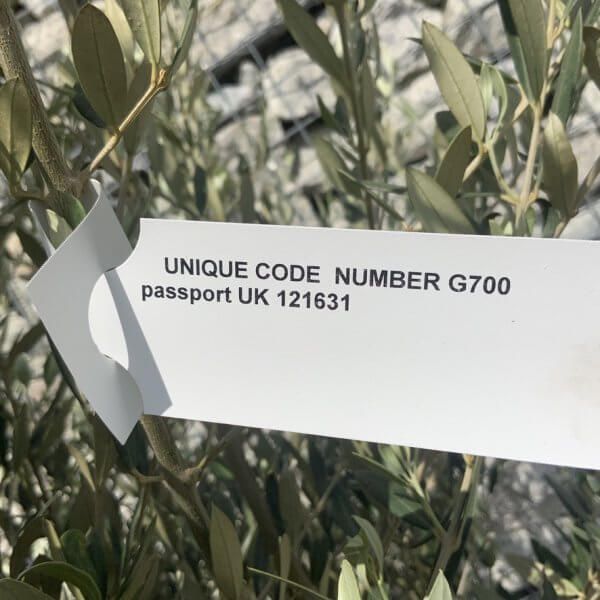 UNIQUE CODE  NUMBER G700
passport UK 121631